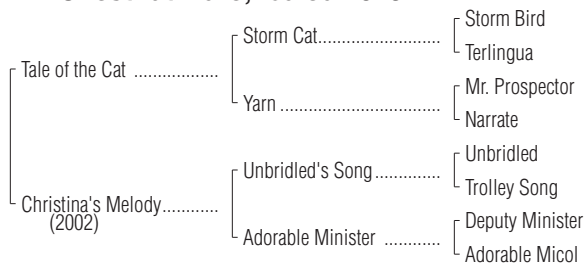 Storm Bird
Storm Cat........................
Terlingua
Tale of the Cat .................
Mr. Prospector
Yarn ................................
Narrate
Unbridled
Unbridled's Song.............
Trolley Song
Christina's Melody...........
(2002)
Deputy Minister
Adorable Minister ...........
Adorable Micol